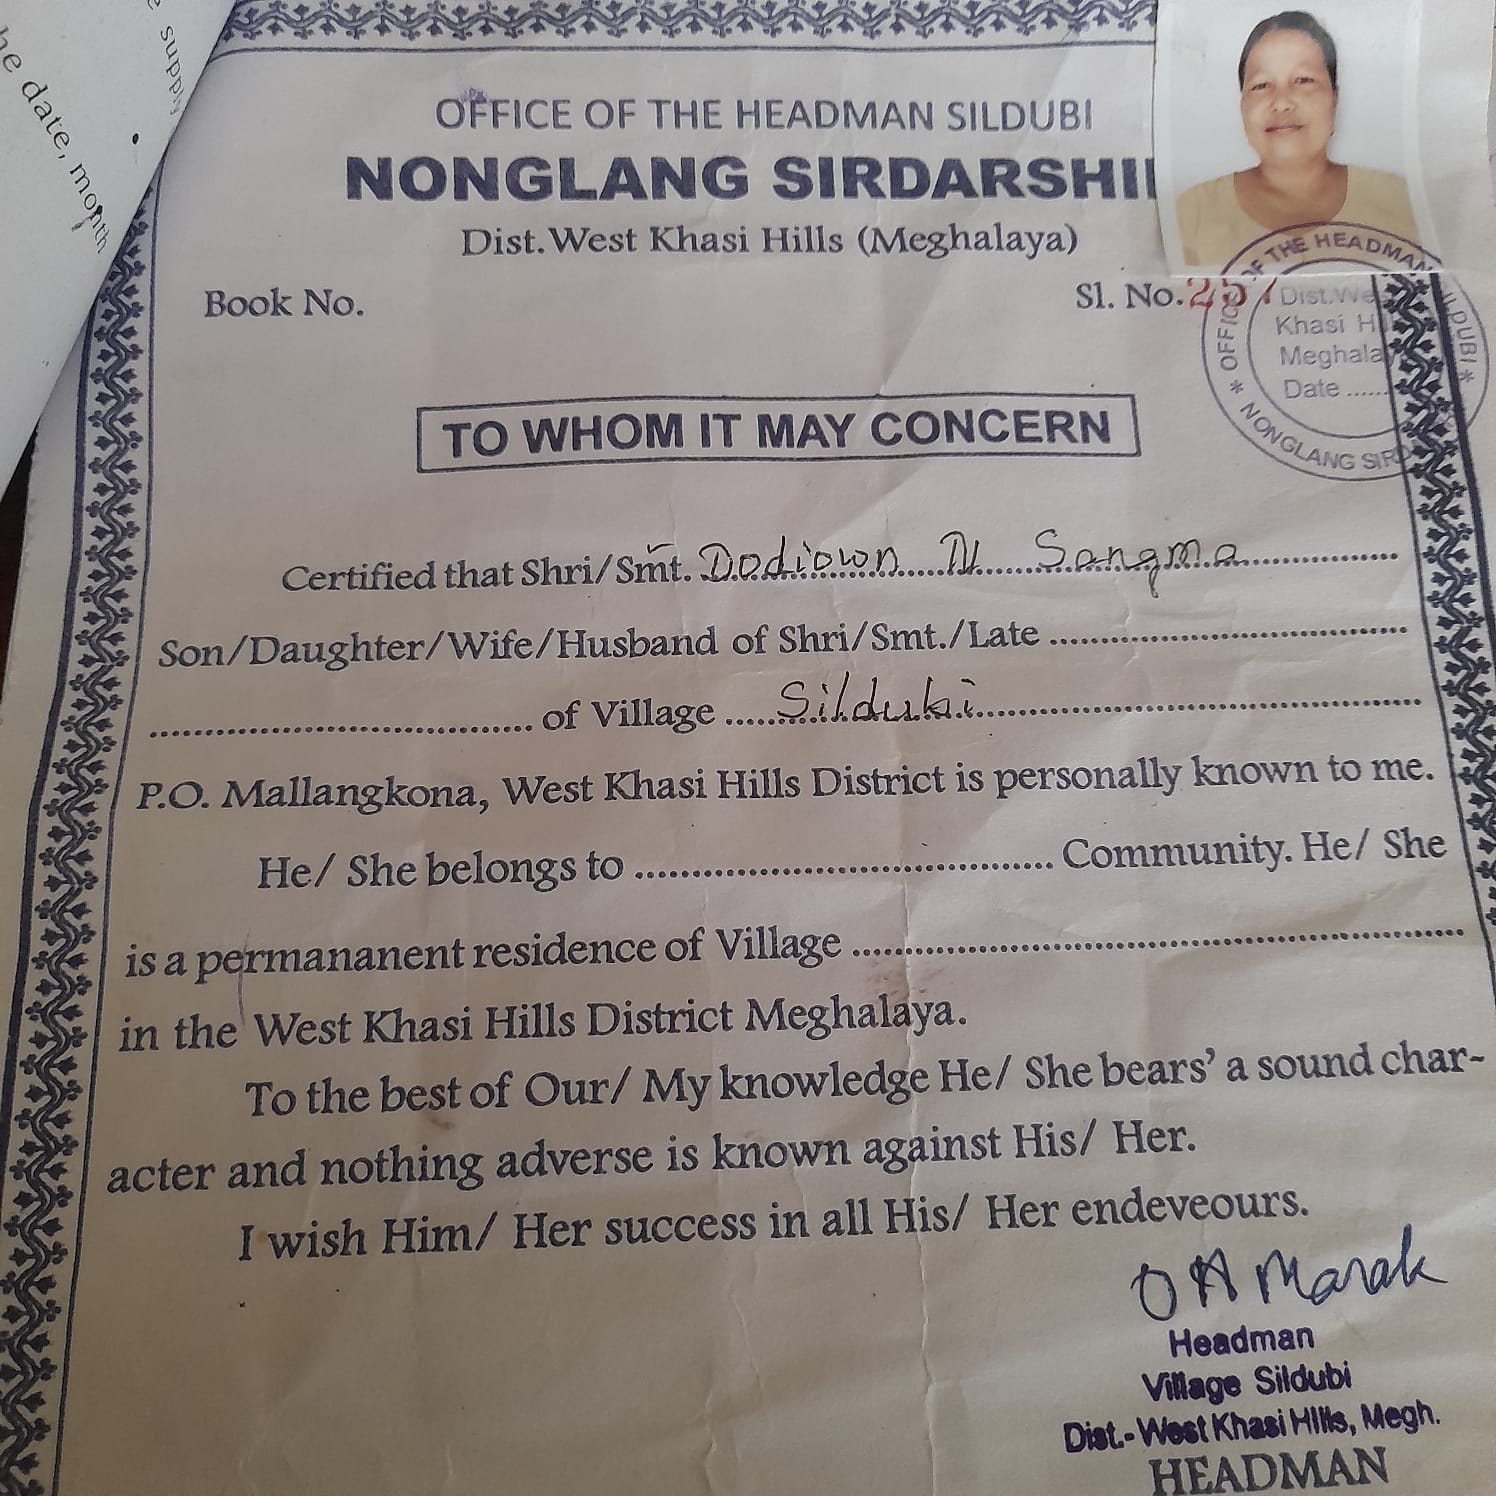 e supply
he date, month
OFFICE OF THE HEADMAN SILDUBI
NONGLANG SIRDARSHI
Dist. West Khasi Hills (Meghalaya)
Book No.
Sl. No. 257
OFFICE OF THE HEADMAN SILDUBI * NONGLANG SIRD *
Dist. We
Khasi H
Meghala
Date ......
TO WHOM IT MAY CONCERN
Certified that Shri/Smt. Dodiown N Sangma
Son/Daughter/Wife/Husband of Shri/Smt./Late ..............................
.............................. of Village Sildubi
P.O. Mallangkona, West Khasi Hills District is personally known to me.
He/ She belongs to .............................. Community. He/ She
is a permananent residence of Village ..............................
in the West Khasi Hills District Meghalaya.
To the best of Our/ My knowledge He/ She bears' a sound char-
acter and nothing adverse is known against His/ Her.
I wish Him/ Her success in all His/ Her endeveours.
O A Marak
Headman
Village Sildubi
Dist.- West Khasi Hills, Megh.
HEADMAN